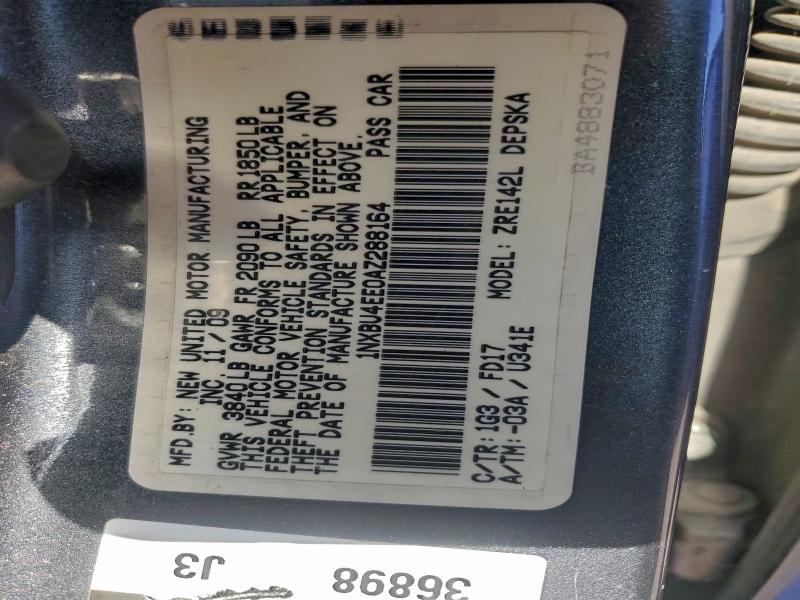 MFD.BY: NEW UNITED MOTOR MANUFACTURING
INC. 11/09
GVWR 3840LB GAWR FR 2090LB RR1850LB
THIS VEHICLE CONFORMS TO ALL APPLICABLE
FEDERAL MOTOR VEHICLE SAFETY, BUMPER, AND
THEFT PREVENTION STANDARDS IN EFFECT ON
THE DATE OF MANUFACTURE SHOWN ABOVE.
1NXBU4EE0AZ288164 PASS CAR
C/TR: 1G3 / FD17 MODEL: ZRE142L DEPSKA
A/TM:-03A / U341E
BA4883071
J3
36898